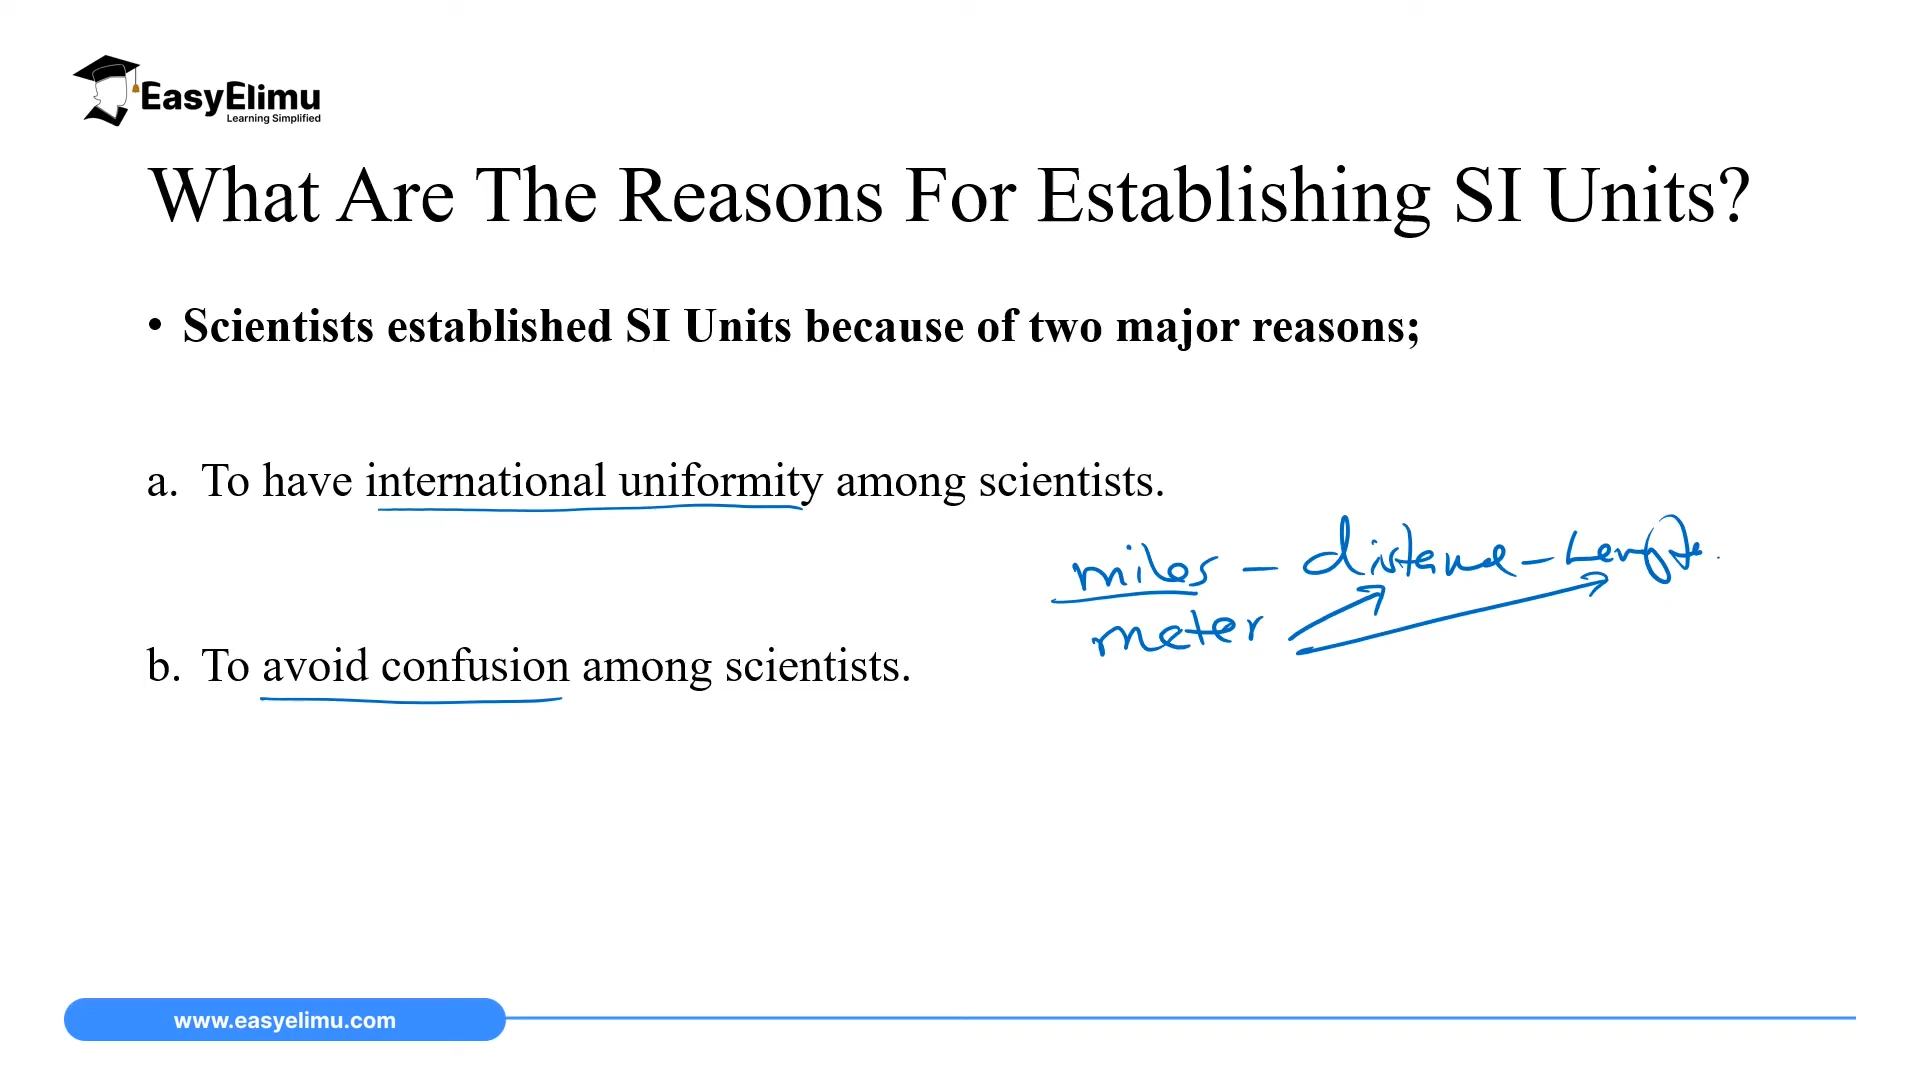 EasyElimu
Learning Simplified
What Are The Reasons For Establishing SI Units?
• Scientists established SI Units because of two major reasons;
a. To have international uniformity among scientists.
miles – distance – Length
meter
b. To avoid confusion among scientists.
www.easyelimu.com